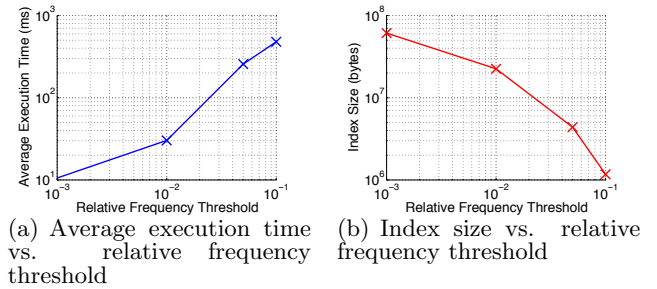 10^3
10^2
10^1
Average Execution Time (ms)
10^-3
10^-2
10^-1
Relative Frequency Threshold
(a) Average execution time
vs. relative frequency
threshold
10^8
10^7
10^6
Index Size (bytes)
10^-3
10^-2
10^-1
Relative Frequency Threshold
(b) Index size vs. relative
frequency threshold